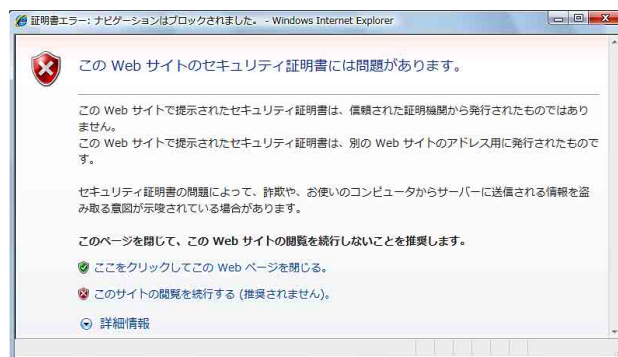 証明書エラー: ナビゲーションはブロックされました。 - Windows Internet Explorer
この Web サイトのセキュリティ証明書には問題があります。
この Web サイトで提示されたセキュリティ証明書は、信頼された証明機関から発行されたものではあり
ません。
この Web サイトで提示されたセキュリティ証明書は、別の Web サイトのアドレス用に発行されたもので
す。
セキュリティ証明書の問題によって、詐欺や、お使いのコンピュータからサーバーに送信される情報を盗
み取る意図が示唆されている場合があります。
このページを閉じて、この Web サイトの閲覧を続行しないことを推奨します。
ここをクリックしてこの Web ページを閉じる。
このサイトの閲覧を続行する (推奨されません)。
詳細情報